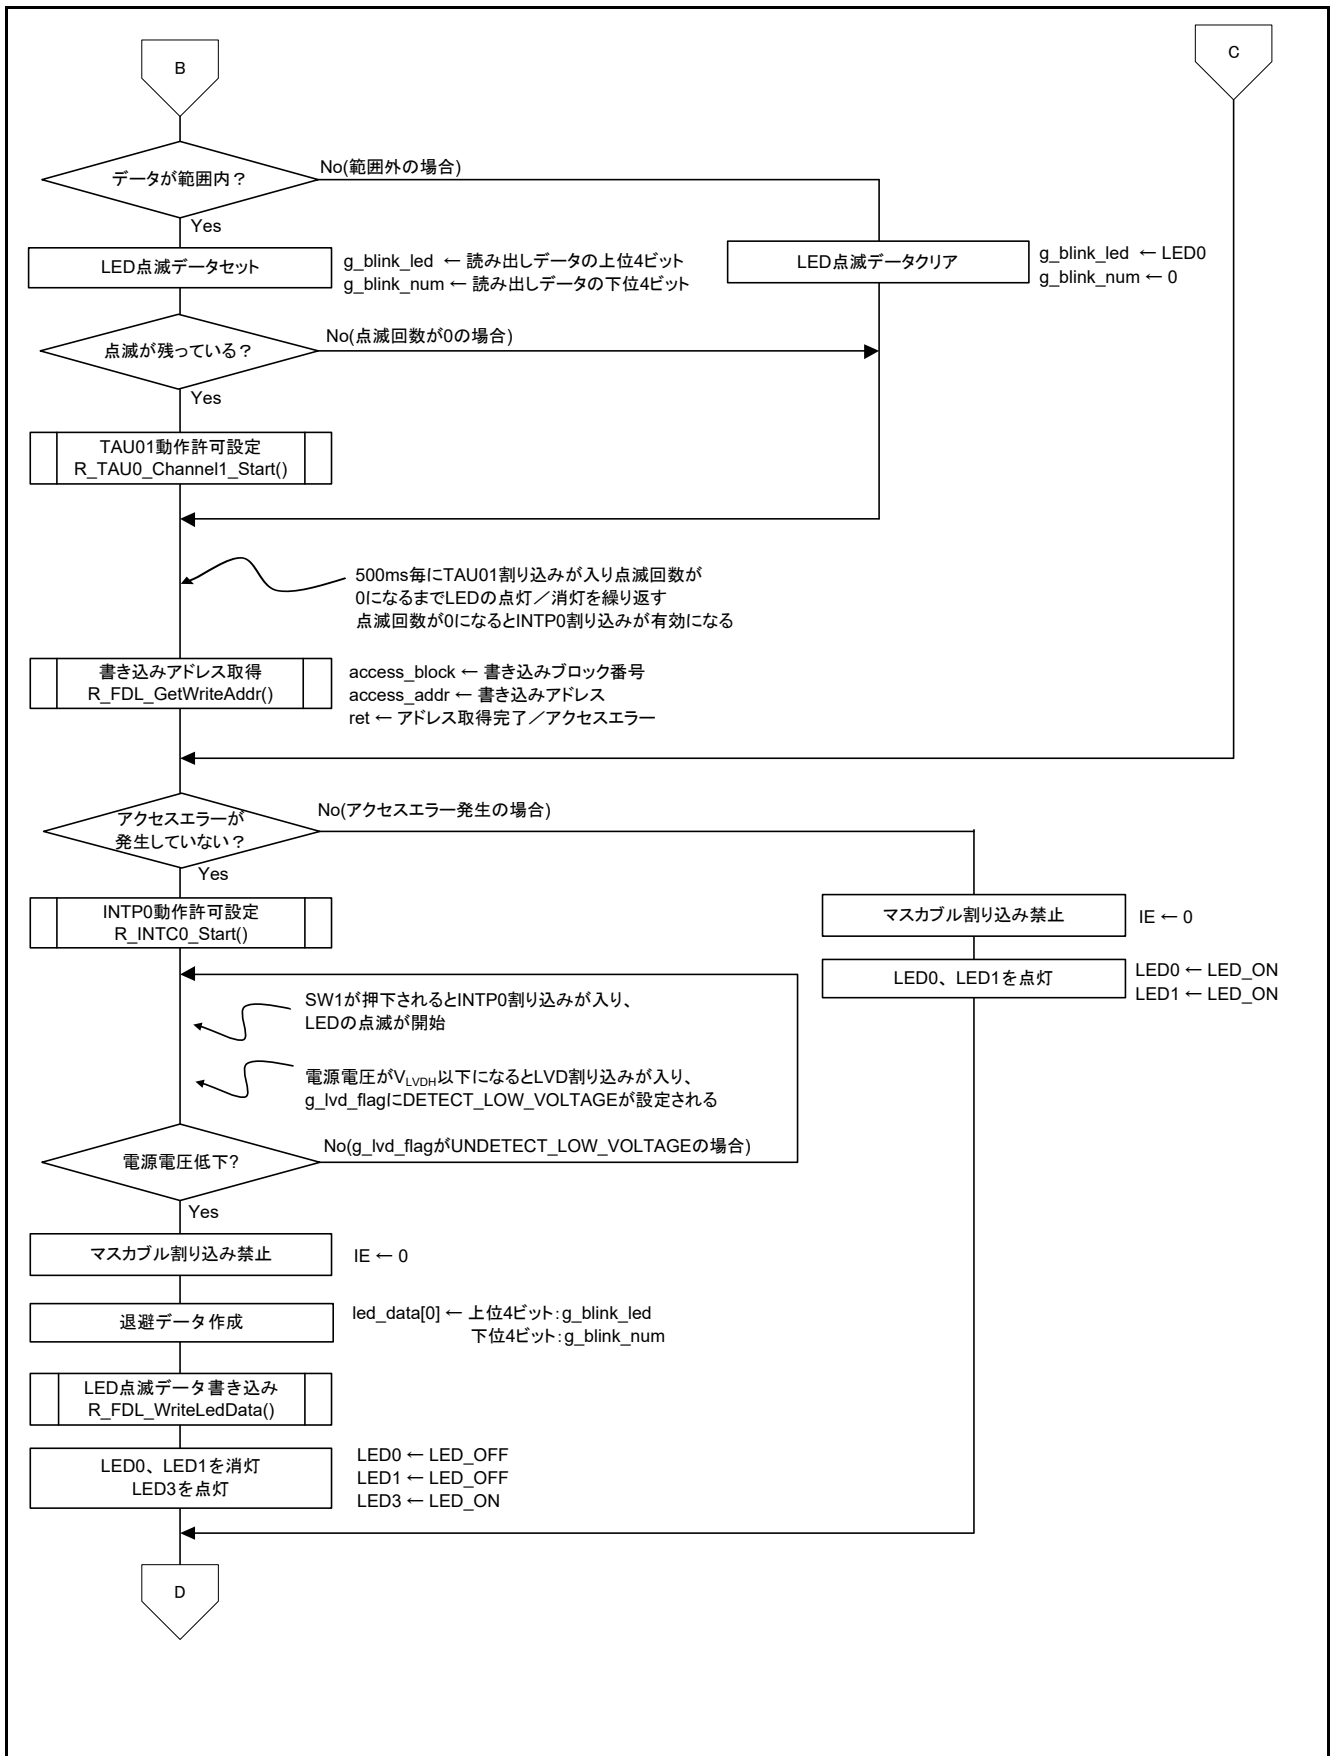 B
C
データが範囲内？
No(範囲外の場合)
Yes
LED点滅データセット
g_blink_led ← 読み出しデータの上位4ビット
g_blink_num ← 読み出しデータの下位4ビット
LED点滅データクリア
g_blink_led ← LED0
g_blink_num ← 0
点滅が残っている？
No(点滅回数が0の場合)
Yes
TAU01動作許可設定
R_TAU0_Channel1_Start()
500ms毎にTAU01割り込みが入り点滅回数が
0になるまでLEDの点灯／消灯を繰り返す
点滅回数が0になるとINTP0割り込みが有効になる
書き込みアドレス取得
R_FDL_GetWriteAddr()
access_block ← 書き込みブロック番号
access_addr ← 書き込みアドレス
ret ← アドレス取得完了／アクセスエラー
アクセスエラーが
発生していない？
No(アクセスエラー発生の場合)
Yes
INTP0動作許可設定
R_INTC0_Start()
マスカブル割り込み禁止
IE ← 0
LED0、LED1を点灯
LED0 ← LED_ON
LED1 ← LED_ON
SW1が押下されるとINTP0割り込みが入り、
LEDの点滅が開始
電源電圧がVLVDH以下になるとLVD割り込みが入り、
g_lvd_flagにDETECT_LOW_VOLTAGEが設定される
電源電圧低下?
No(g_lvd_flagがUNDETECT_LOW_VOLTAGEの場合)
Yes
マスカブル割り込み禁止
IE ← 0
退避データ作成
led_data[0] ← 上位4ビット：g_blink_led
下位4ビット：g_blink_num
LED点滅データ書き込み
R_FDL_WriteLedData()
LED0、LED1を消灯
LED3を点灯
LED0 ← LED_OFF
LED1 ← LED_OFF
LED3 ← LED_ON
D